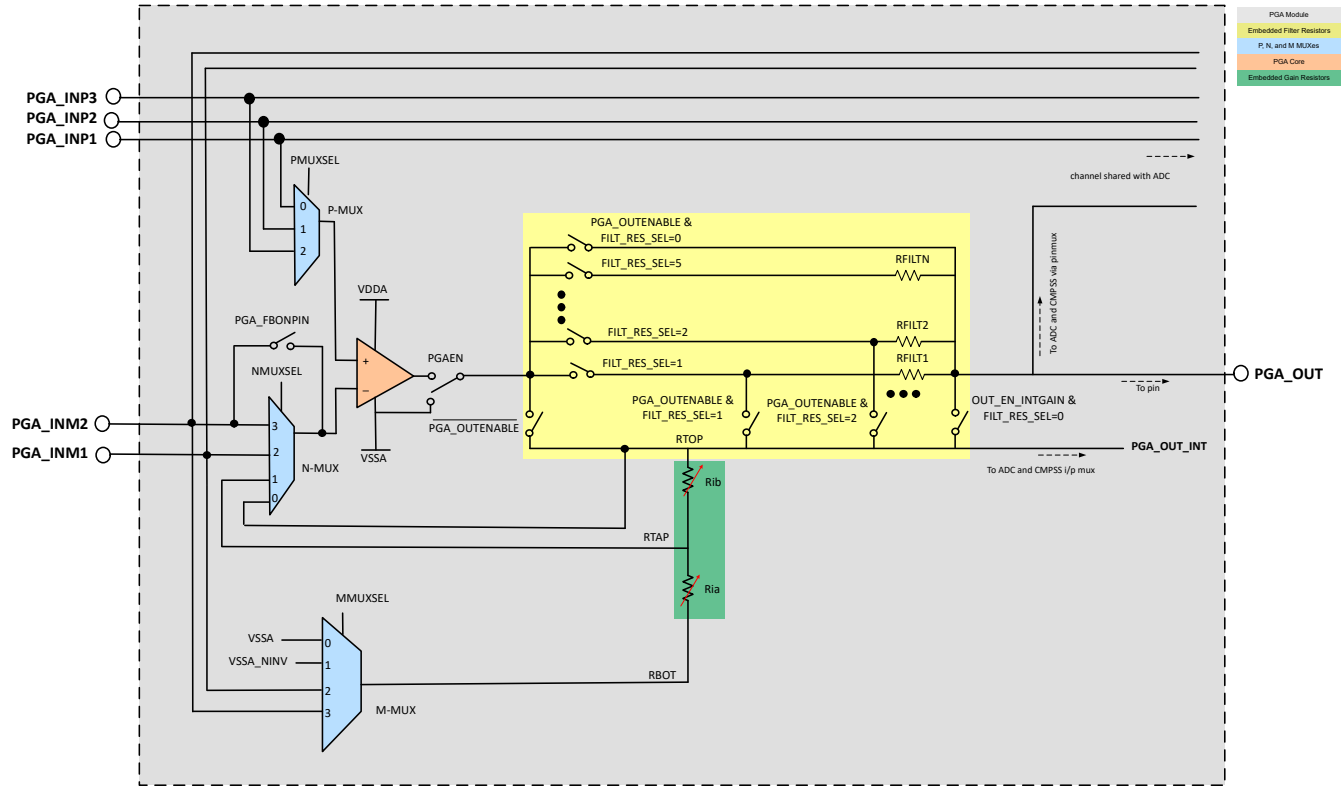 PGA Module
Embedded Filter Resistors
P, N, and M MUXes
PGA Core
Embedded Gain Resistors
PGA_INP3
PGA_INP2
PGA_INP1
channel shared with ADC
PMUXSEL
P-MUX
0
1
2
VDDA
PGA_FBONPIN
NMUXSEL
+
−
PGAEN
PGA_OUTENABLE
VSSA
PGA_INM2
PGA_INM1
3
2
1
0
N-MUX
PGA_OUTENABLE &
FILT_RES_SEL=0
FILT_RES_SEL=5
RFILTN
FILT_RES_SEL=2
RFILT2
FILT_RES_SEL=1
RFILT1
PGA_OUTENABLE &
FILT_RES_SEL=1
PGA_OUTENABLE &
FILT_RES_SEL=2
OUT_EN_INTGAIN &
FILT_RES_SEL=0
To ADC and CMPSS via pinmux
To pin
PGA_OUT
RTOP
PGA_OUT_INT
To ADC and CMPSS i/p mux
Rib
RTAP
Ria
MMUXSEL
VSSA
VSSA_NINV
0
1
2
3
M-MUX
RBOT